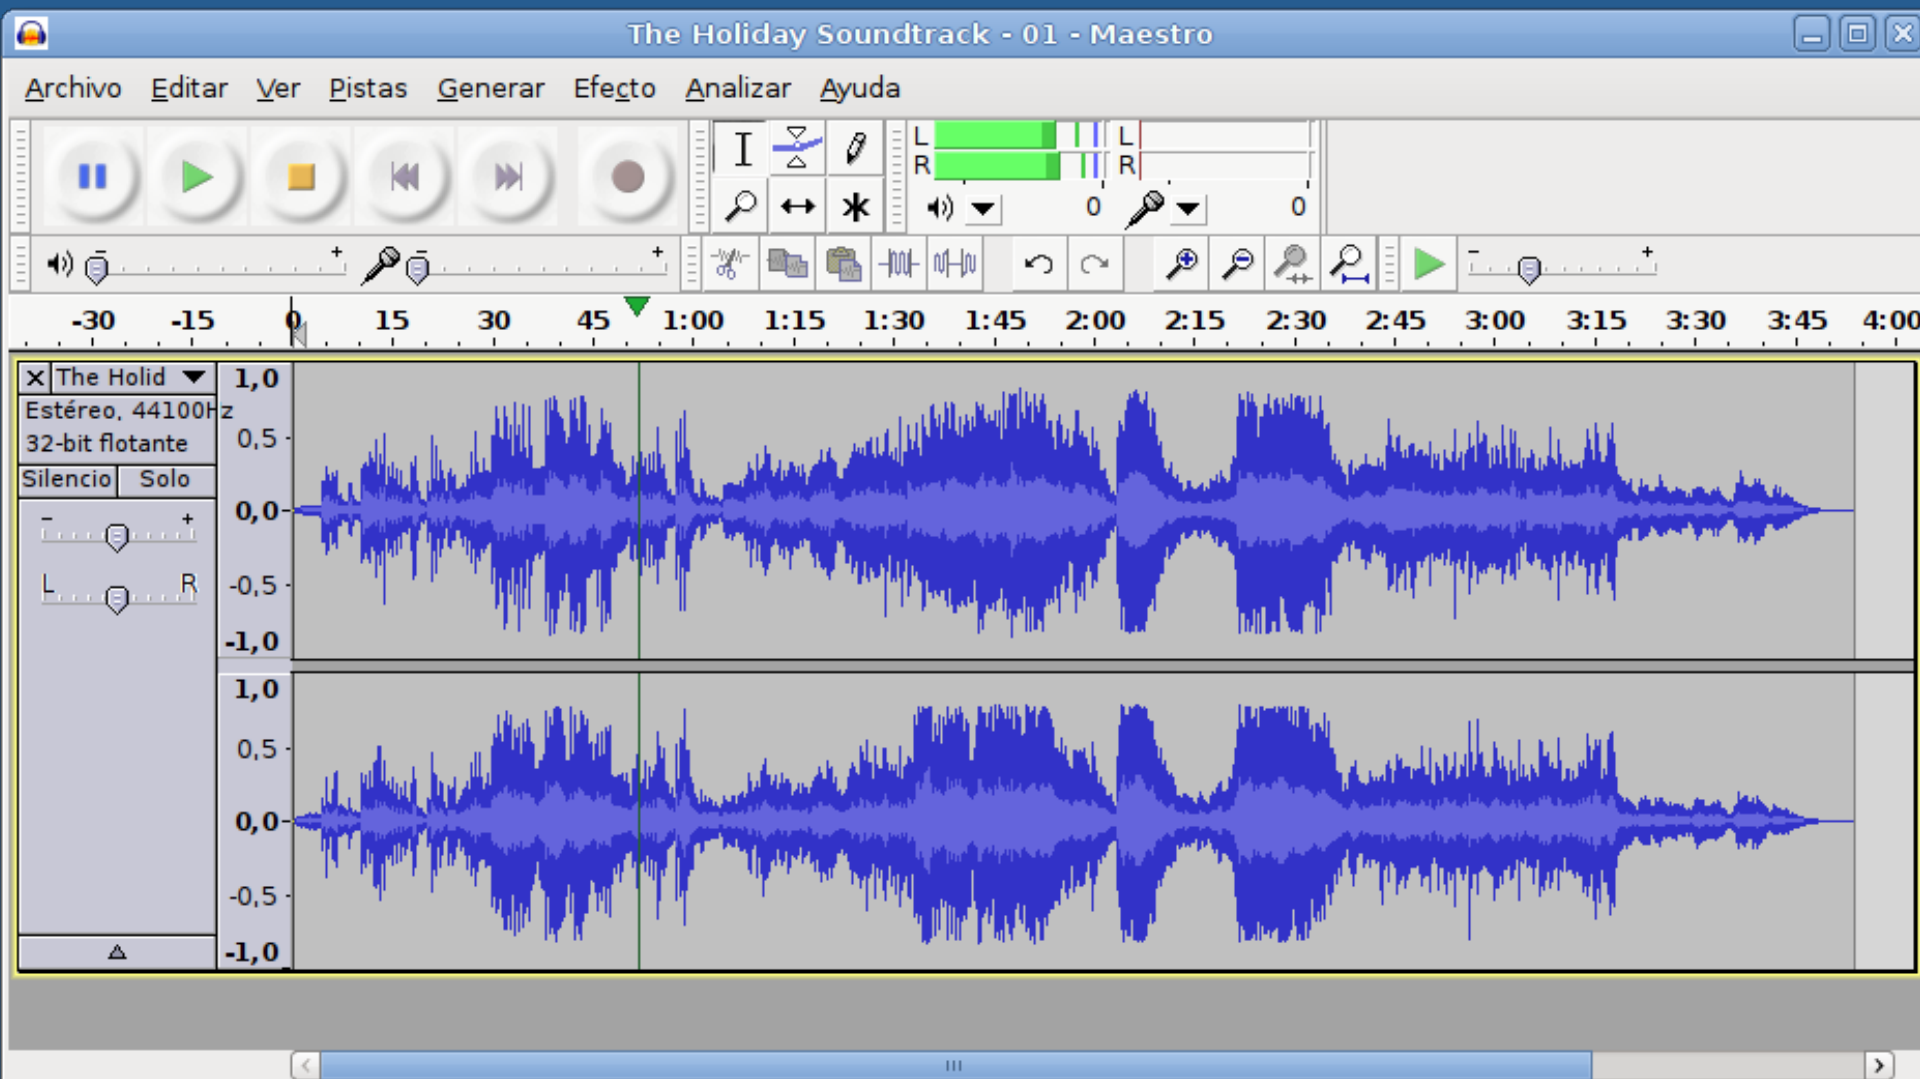 The Holiday Soundtrack - 01 - Maestro
Archivo Editar Ver Pistas Generar Efecto Analizar Ayuda
L L
R R
0 0
- + - + - +
-30 -15 0 15 30 45 1:00 1:15 1:30 1:45 2:00 2:15 2:30 2:45 3:00 3:15 3:30 3:45 4:00
The Holid
Estéreo, 44100Hz
32-bit flotante
Silencio Solo
- +
L R
1,0
0,5
0,0
-0,5
-1,0
1,0
0,5
0,0
-0,5
-1,0